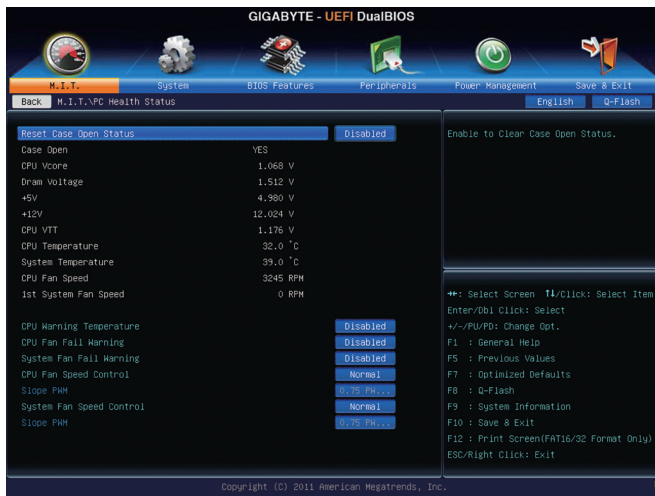 GIGABYTE - UEFI DualBIOS
M.I.T. System BIOS Features Peripherals Power Management Save & Exit
Back M.I.T.\PC Health Status English Q-Flash
Reset Case Open Status Disabled
Case Open YES
CPU Vcore 1.068 V
Dram Voltage 1.512 V
+5V 4.980 V
+12V 12.024 V
CPU VTT 1.176 V
CPU Temperature 32.0 °C
System Temperature 39.0 °C
CPU Fan Speed 3245 RPM
1st System Fan Speed 0 RPM
CPU Warning Temperature Disabled
CPU Fan Fail Warning Disabled
System Fan Fail Warning Disabled
CPU Fan Speed Control Normal
Slope PWM 0.75 PW...
System Fan Speed Control Normal
Slope PWM 0.75 PW...
Enable to Clear Case Open Status.
→←: Select Screen ↑↓/Click: Select Item
Enter/Dbl Click: Select
+/-/PU/PD: Change Opt.
F1 : General Help
F5 : Previous Values
F7 : Optimized Defaults
F8 : Q-Flash
F9 : System Information
F10 : Save & Exit
F12 : Print Screen(FAT16/32 Format Only)
ESC/Right Click: Exit
Copyright (C) 2011 American Megatrends, Inc.